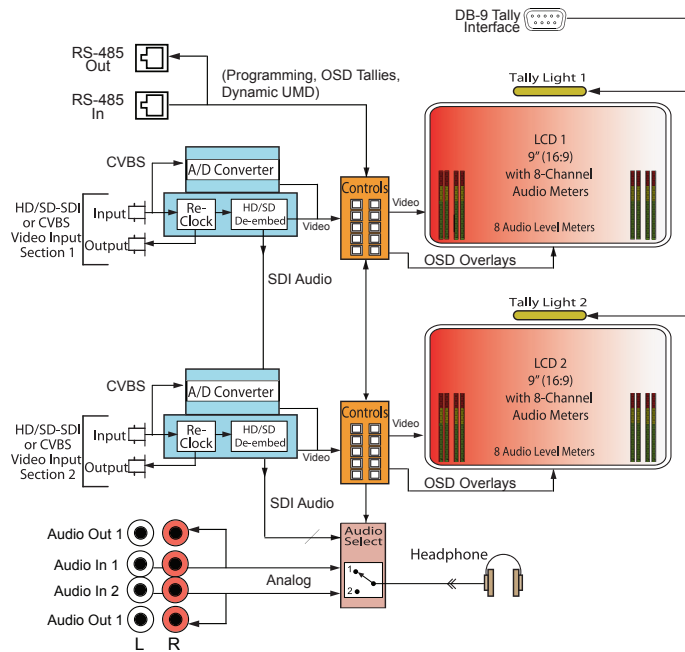 DB-9 Tally
Interface
RS-485
Out
RS-485
In
(Programming, OSD Tallies,
Dynamic UMD)
Tally Light 1
CVBS
A/D Converter
HD/SD-SDI
or CVBS
Video Input
Section 1
Input
Output
Re-
Clock
HD/SD
De-embed
Video
Controls
Video
LCD 1
9" (16:9)
with 8-Channel
Audio Meters
8 Audio Level Meters
OSD Overlays
SDI Audio
Tally Light 2
CVBS
A/D Converter
HD/SD-SDI
or CVBS
Video Input
Section 2
Input
Output
Re-
Clock
HD/SD
De-embed
Video
Controls
Video
LCD 2
9" (16:9)
with 8-Channel
Audio Meters
8 Audio Level Meters
OSD Overlays
SDI Audio
Audio Out 1
Audio In 1
Audio In 2
Audio Out 1
L R
Analog
Audio
Select
1
2
Headphone